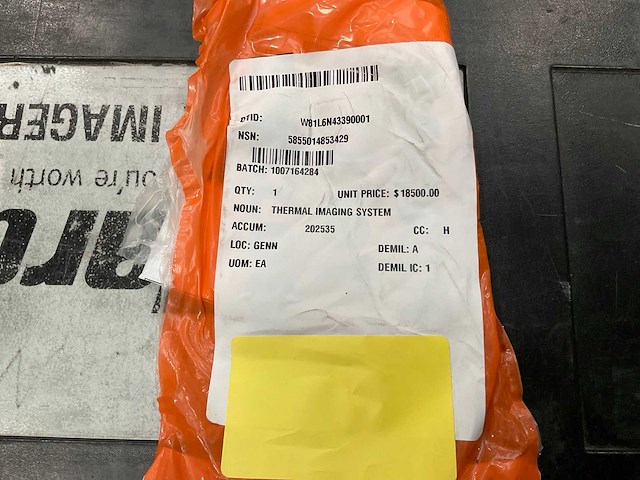 DTID: W81L6N43390001
NSN: 5855014853429
BATCH: 1007164284
QTY: 1 UNIT PRICE: $18500.00
NOUN: THERMAL IMAGING SYSTEM
ACCUM: 202535 CC: H
LOC: GENN DEMIL: A
UOM: EA DEMIL IC: 1
IMAGER
you're worth